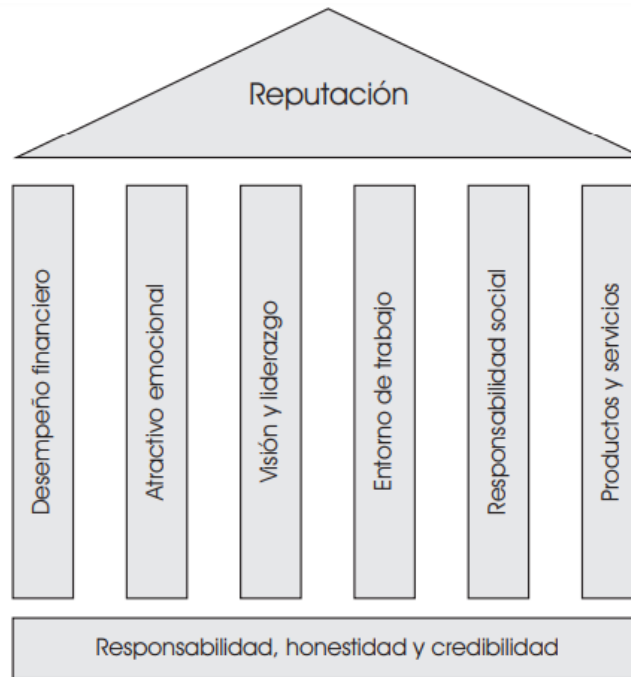 Reputación
Desempeño financiero
Atractivo emocional
Visión y liderazgo
Entorno de trabajo
Responsabilidad social
Productos y servicios
Responsabilidad, honestidad y credibilidad